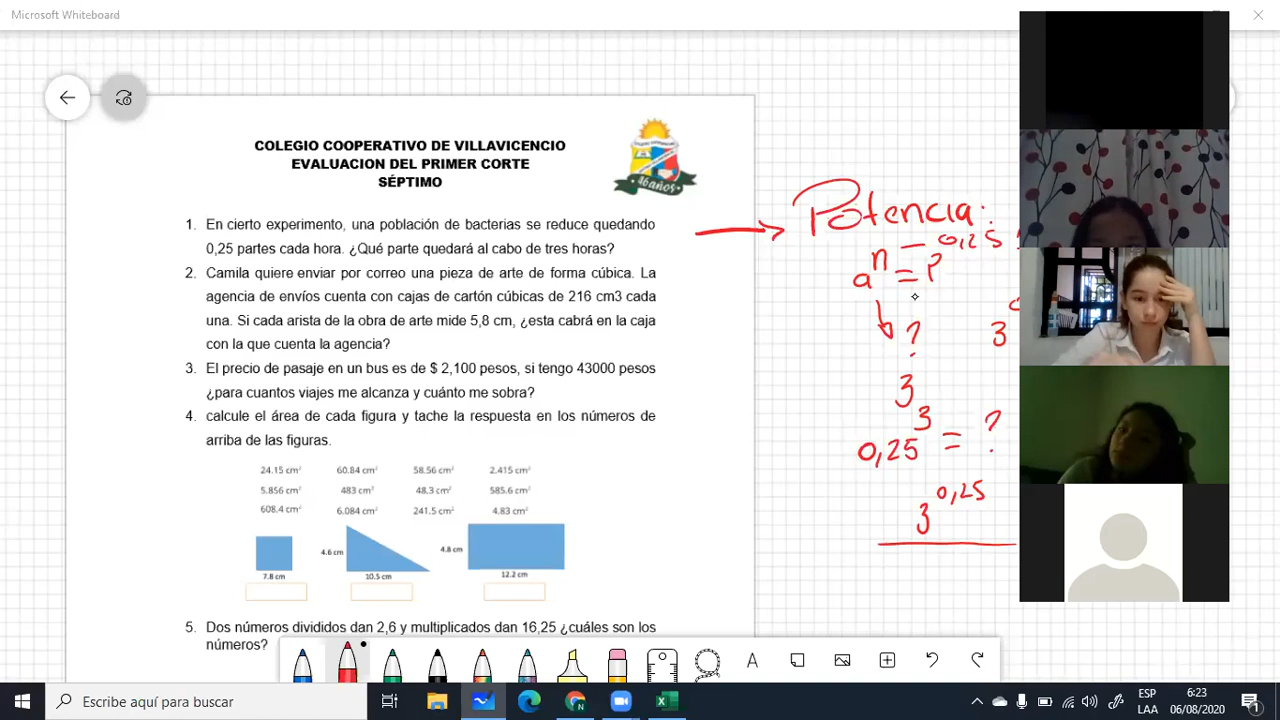 Microsoft Whiteboard
COLEGIO COOPERATIVO DE VILLAVICENCIO
EVALUACION DEL PRIMER CORTE
SÉPTIMO
46 años
1. En cierto experimento, una población de bacterias se reduce quedando
0,25 partes cada hora. ¿Qué parte quedará al cabo de tres horas?
2. Camila quiere enviar por correo una pieza de arte de forma cúbica. La
agencia de envíos cuenta con cajas de cartón cúbicas de 216 cm3 cada
una. Si cada arista de la obra de arte mide 5,8 cm, ¿esta cabrá en la caja
con la que cuenta la agencia?
3. El precio de pasaje en un bus es de $ 2,100 pesos, si tengo 43000 pesos
¿para cuantos viajes me alcanza y cuánto me sobra?
4. calcule el área de cada figura y tache la respuesta en los números de
arriba de las figuras.
24.15 cm² 60.84 cm² 58.56 cm² 2.415 cm²
5.856 cm² 483 cm² 48.3 cm² 585.6 cm²
608.4 cm² 6.084 cm² 241.5 cm² 4.83 cm²
4.6 cm 4.8 cm
7.8 cm 10.5 cm 12.2 cm
5. Dos números divididos dan 2,6 y multiplicados dan 16,25 ¿cuáles son los
números?
Potencia:
— 0,25
aⁿ = ?
?
3
3
0,25³ = ?
3^0,25
A
Escribe aquí para buscar
ESP
LAA
6:23
06/08/2020
1